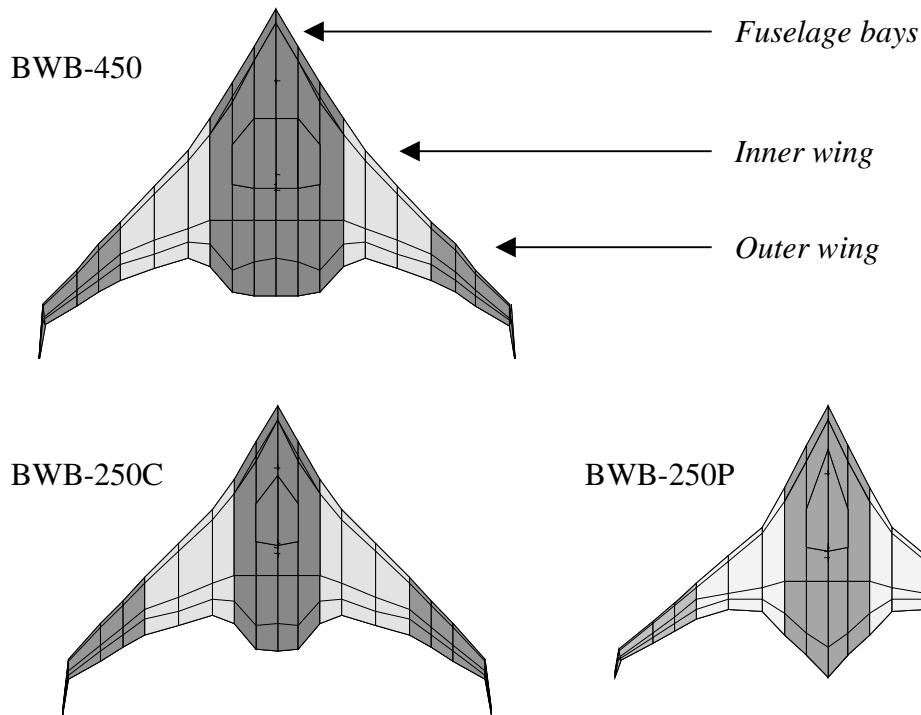 Fuselage bays
BWB-450
Inner wing
Outer wing
BWB-250C
BWB-250P